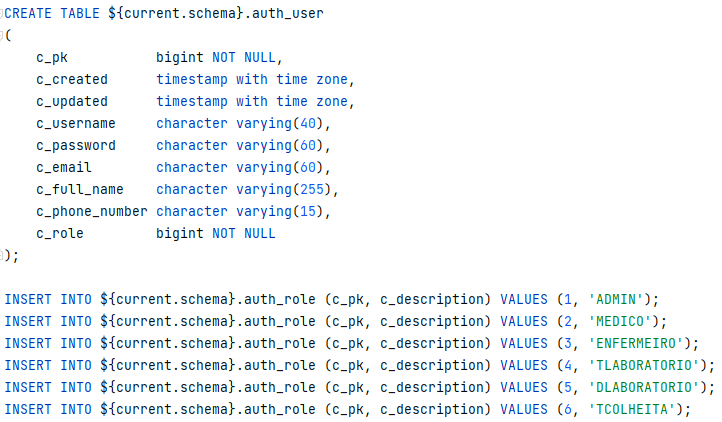 CREATE TABLE ${current.schema}.auth_user
(
    c_pk           bigint NOT NULL,
    c_created      timestamp with time zone,
    c_updated      timestamp with time zone,
    c_username     character varying(40),
    c_password     character varying(60),
    c_email        character varying(60),
    c_full_name    character varying(255),
    c_phone_number character varying(15),
    c_role         bigint NOT NULL
);

INSERT INTO ${current.schema}.auth_role (c_pk, c_description) VALUES (1, 'ADMIN');
INSERT INTO ${current.schema}.auth_role (c_pk, c_description) VALUES (2, 'MEDICO');
INSERT INTO ${current.schema}.auth_role (c_pk, c_description) VALUES (3, 'ENFERMEIRO');
INSERT INTO ${current.schema}.auth_role (c_pk, c_description) VALUES (4, 'TLABORATORIO');
INSERT INTO ${current.schema}.auth_role (c_pk, c_description) VALUES (5, 'DLABORATORIO');
INSERT INTO ${current.schema}.auth_role (c_pk, c_description) VALUES (6, 'TCOLHEITA');